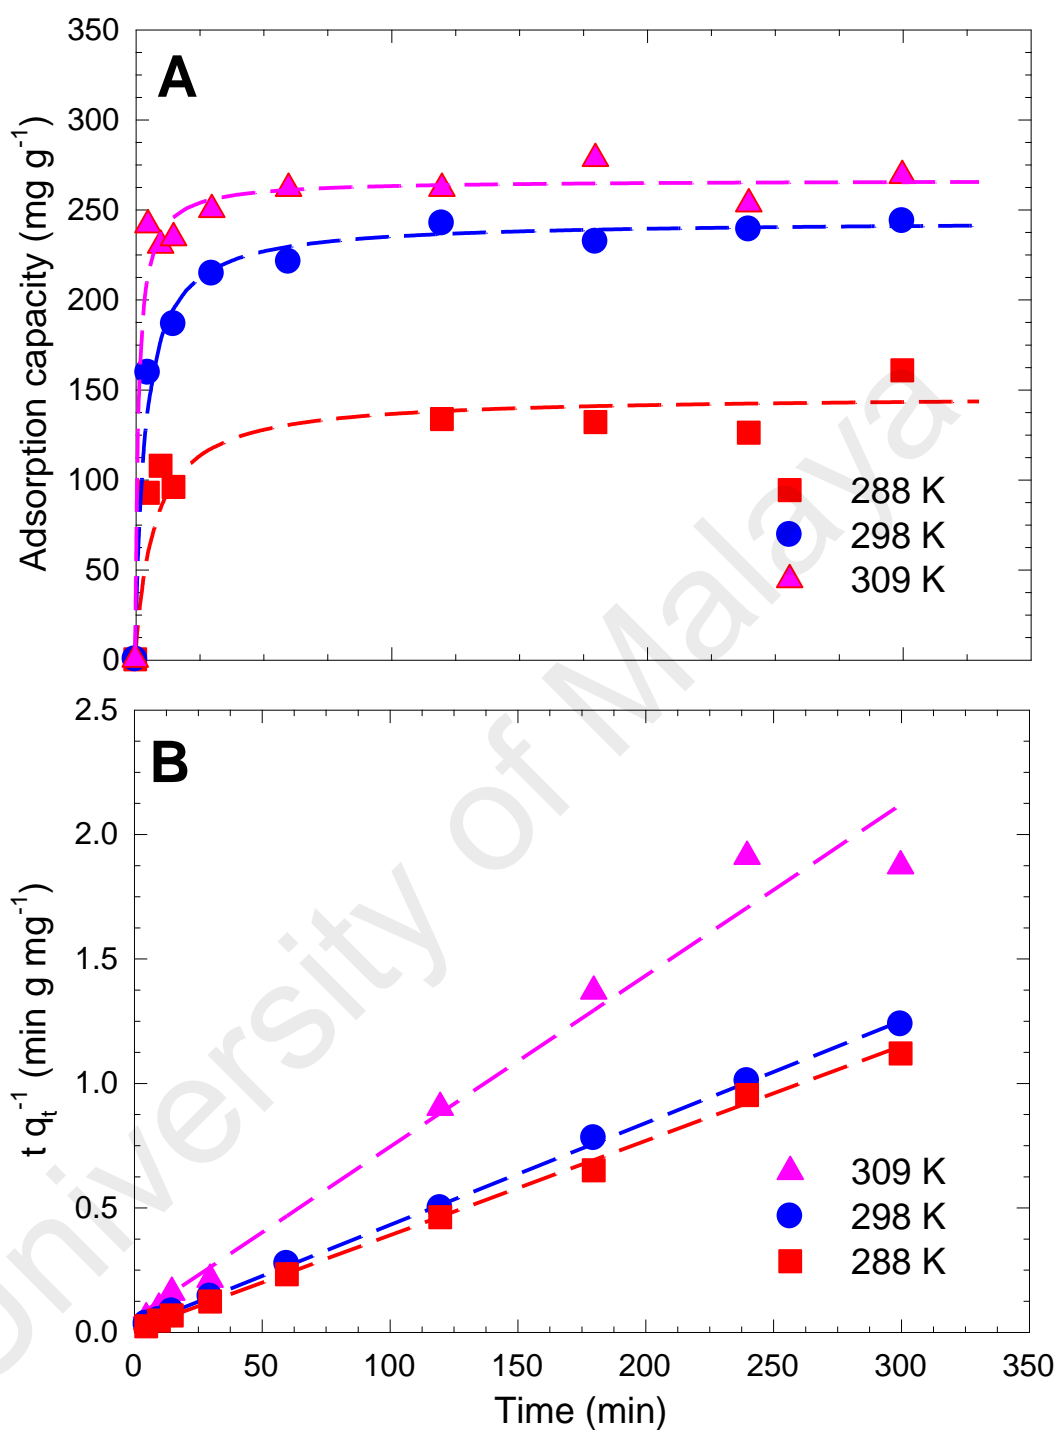 A
350
300
250
200
150
100
50
0
Adsorption capacity (mg g⁻¹)
288 K
298 K
309 K
B
2.5
2.0
1.5
1.0
0.5
0.0
t qₜ⁻¹ (min g mg⁻¹)
309 K
298 K
288 K
0 50 100 150 200 250 300 350
Time (min)
University of Malaya